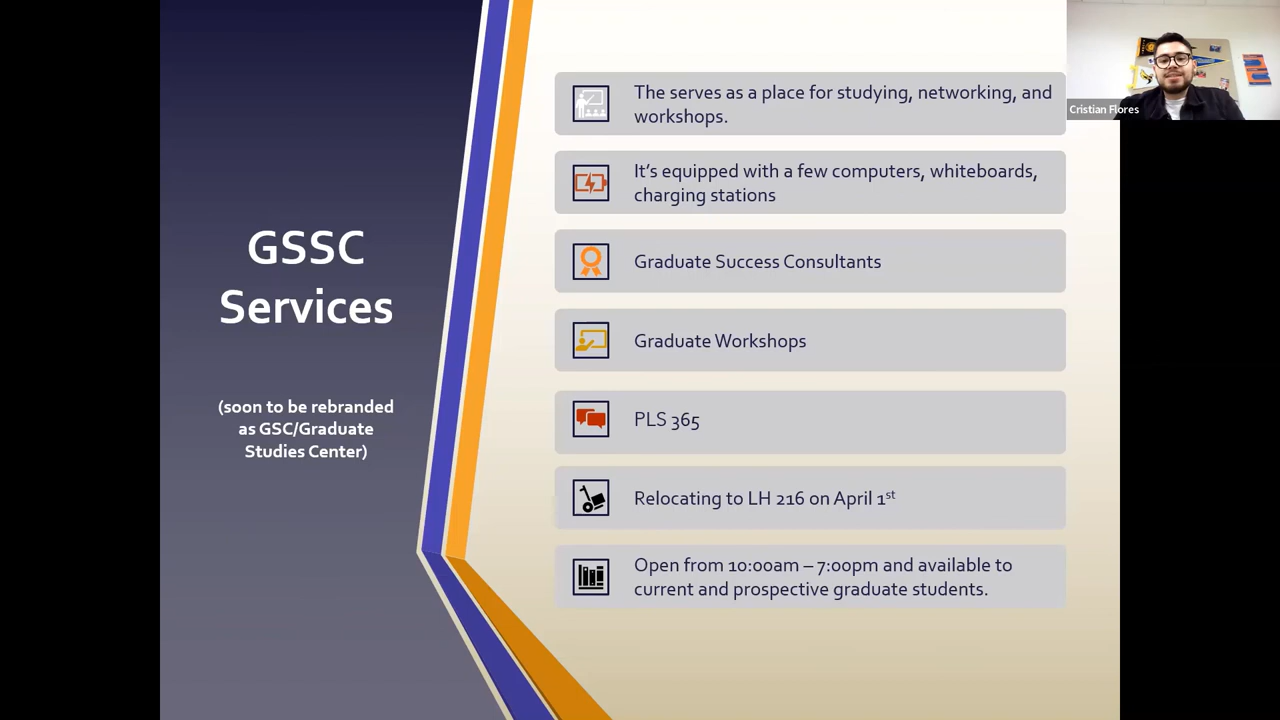 GSSC
Services
(soon to be rebranded
as GSC/Graduate
Studies Center)
The serves as a place for studying, networking, and
workshops.
It's equipped with a few computers, whiteboards,
charging stations
Graduate Success Consultants
Graduate Workshops
PLS 365
Relocating to LH 216 on April 1st
Open from 10:00am – 7:00pm and available to
current and prospective graduate students.
Cristian Flores